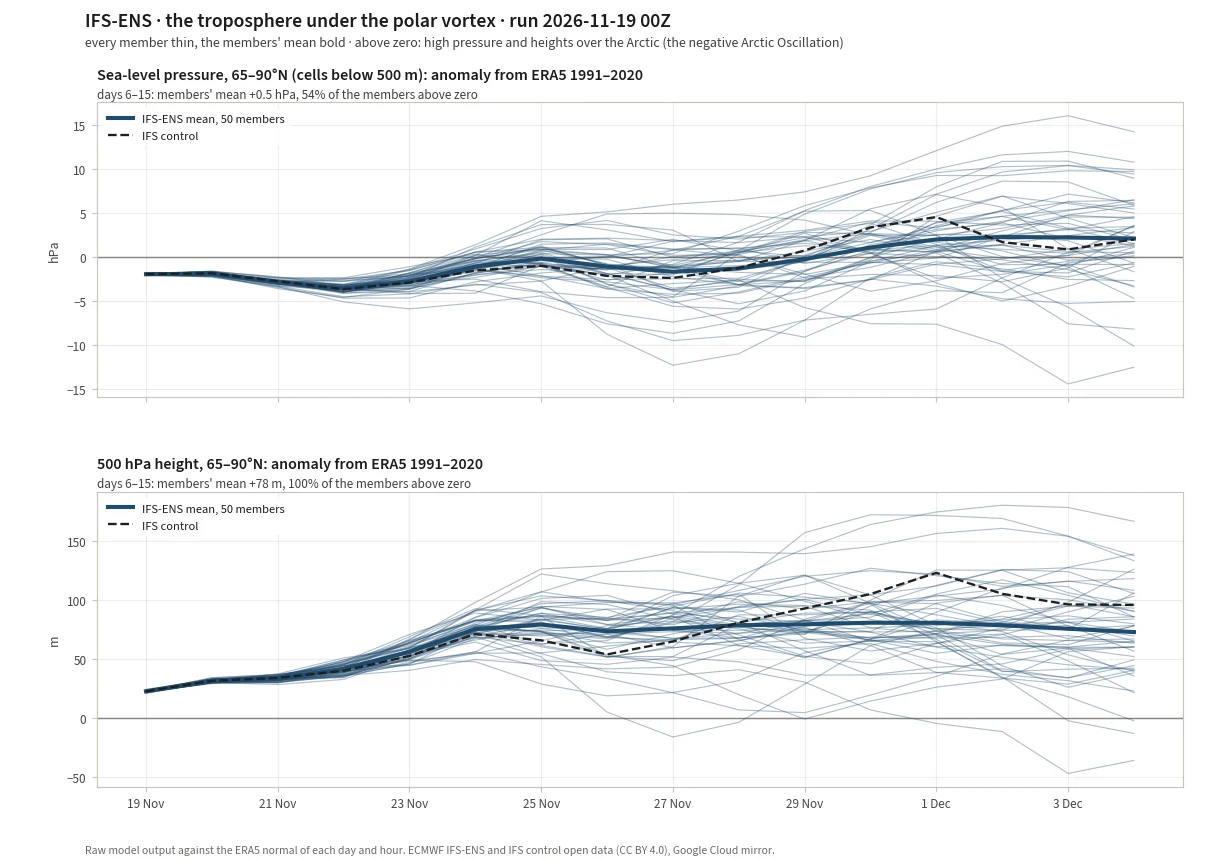 IFS-ENS · the troposphere under the polar vortex · run 2026-11-19 00Z
every member thin, the members' mean bold · above zero: high pressure and heights over the Arctic (the negative Arctic Oscillation)
Sea-level pressure, 65–90°N (cells below 500 m): anomaly from ERA5 1991–2020
days 6–15: members' mean +0.5 hPa, 54% of the members above zero
IFS-ENS mean, 50 members
IFS control
15
10
5
0
−5
−10
−15
hPa
500 hPa height, 65–90°N: anomaly from ERA5 1991–2020
days 6–15: members' mean +78 m, 100% of the members above zero
IFS-ENS mean, 50 members
IFS control
150
100
50
0
−50
m
19 Nov 21 Nov 23 Nov 25 Nov 27 Nov 29 Nov 1 Dec 3 Dec
Raw model output against the ERA5 normal of each day and hour. ECMWF IFS-ENS and IFS control open data (CC BY 4.0), Google Cloud mirror.